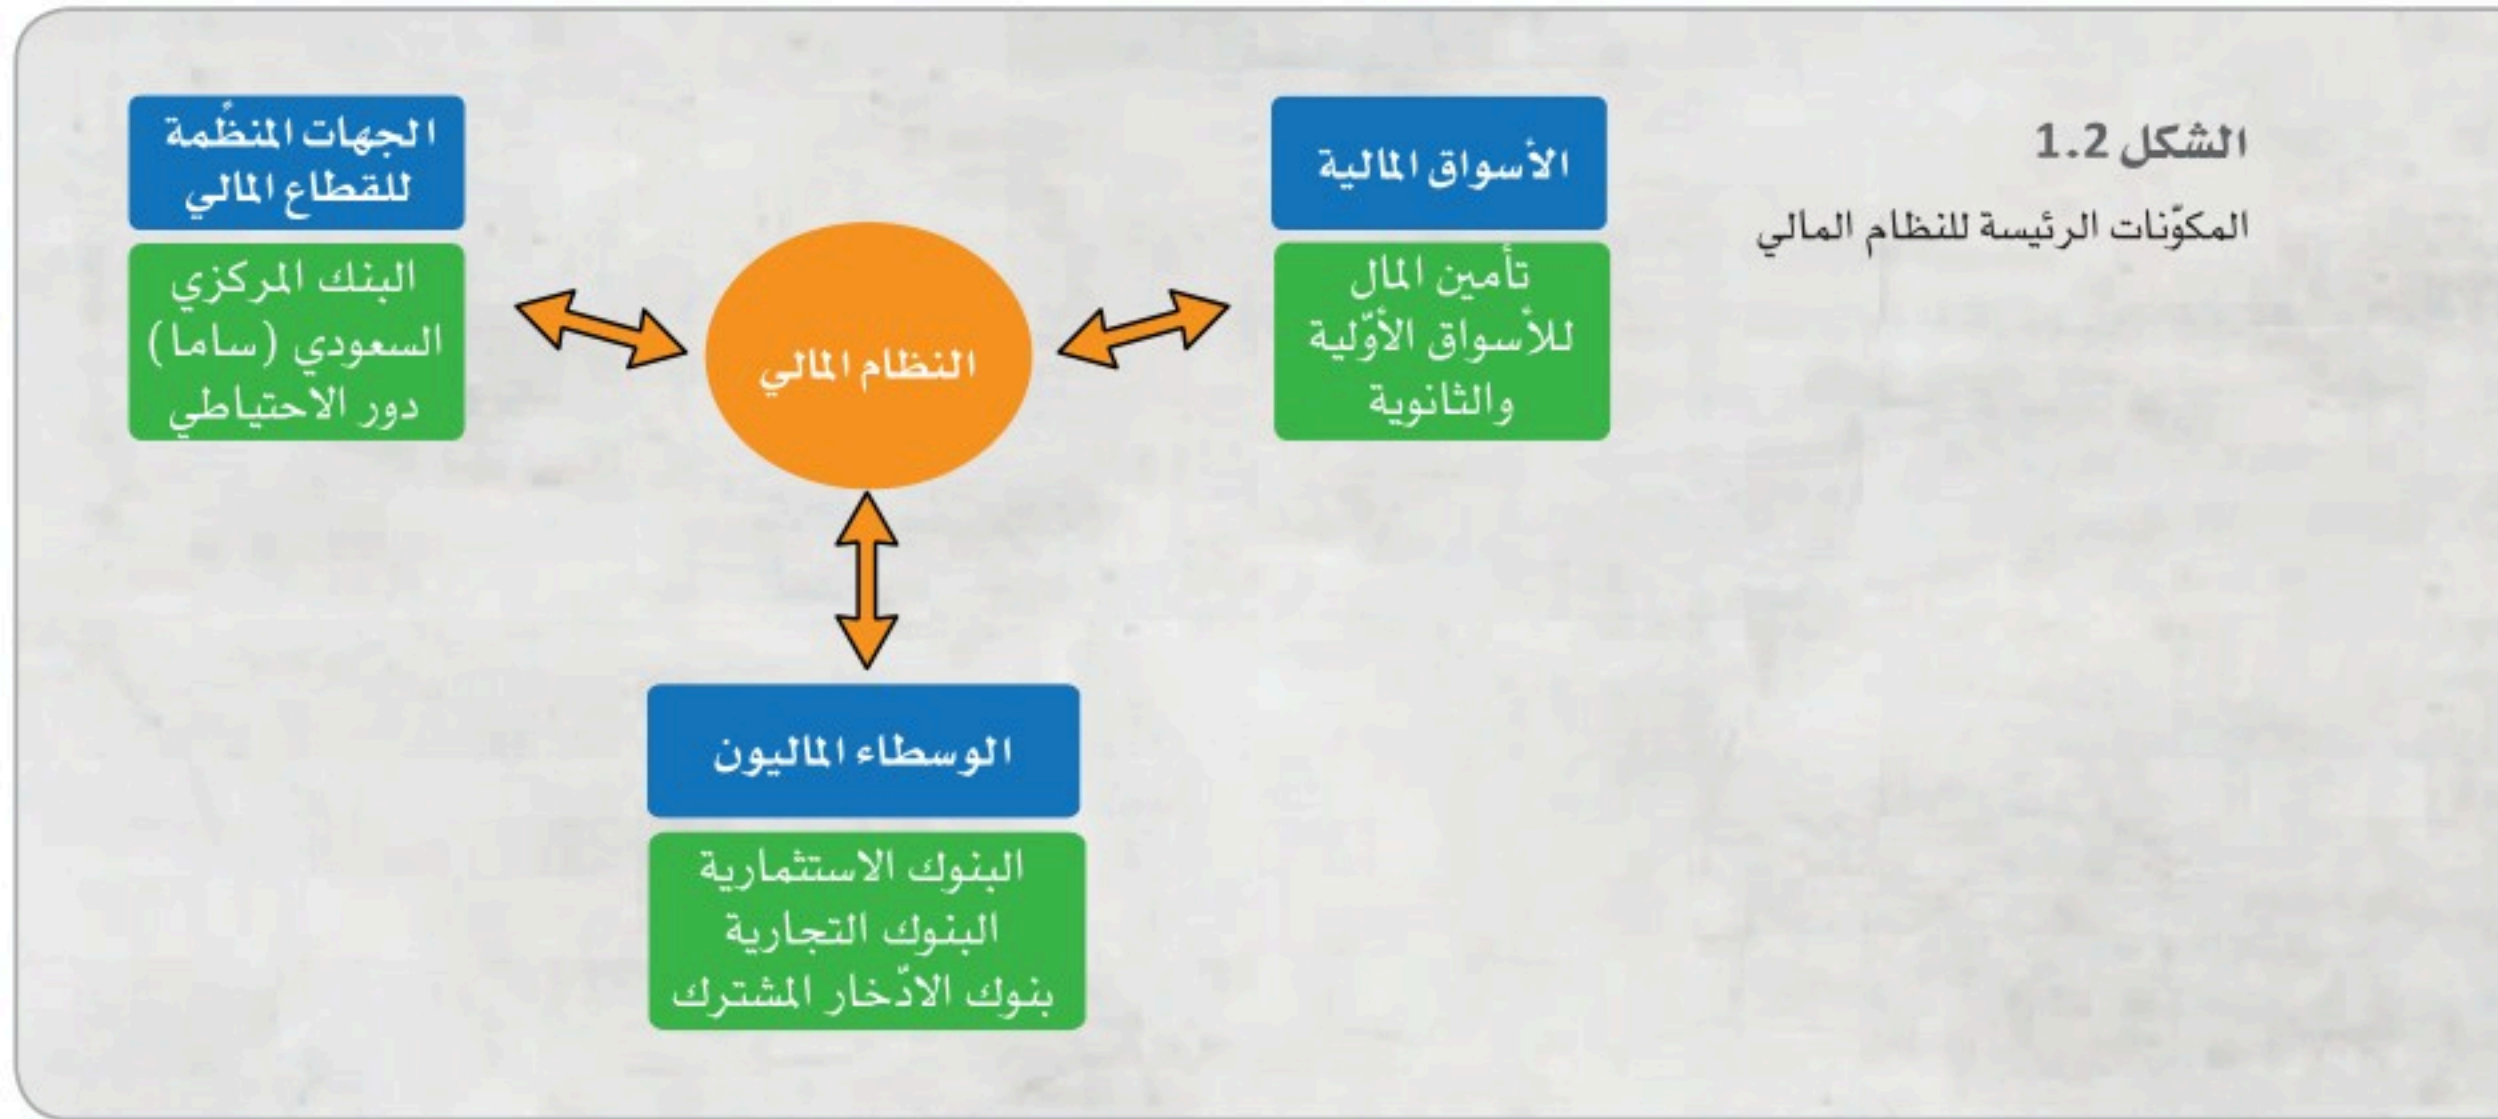 الشكل 1.2
المكوّنات الرئيسة للنظام المالي
الأسواق المالية
تأمين المال
للأسواق الأوّلية
والثانوية
النظام المالي
الجهات المنظِّمة
للقطاع المالي
البنك المركزي
السعودي (ساما)
دور الاحتياطي
الوسطاء الماليون
البنوك الاستثمارية
البنوك التجارية
بنوك الادّخار المشترك